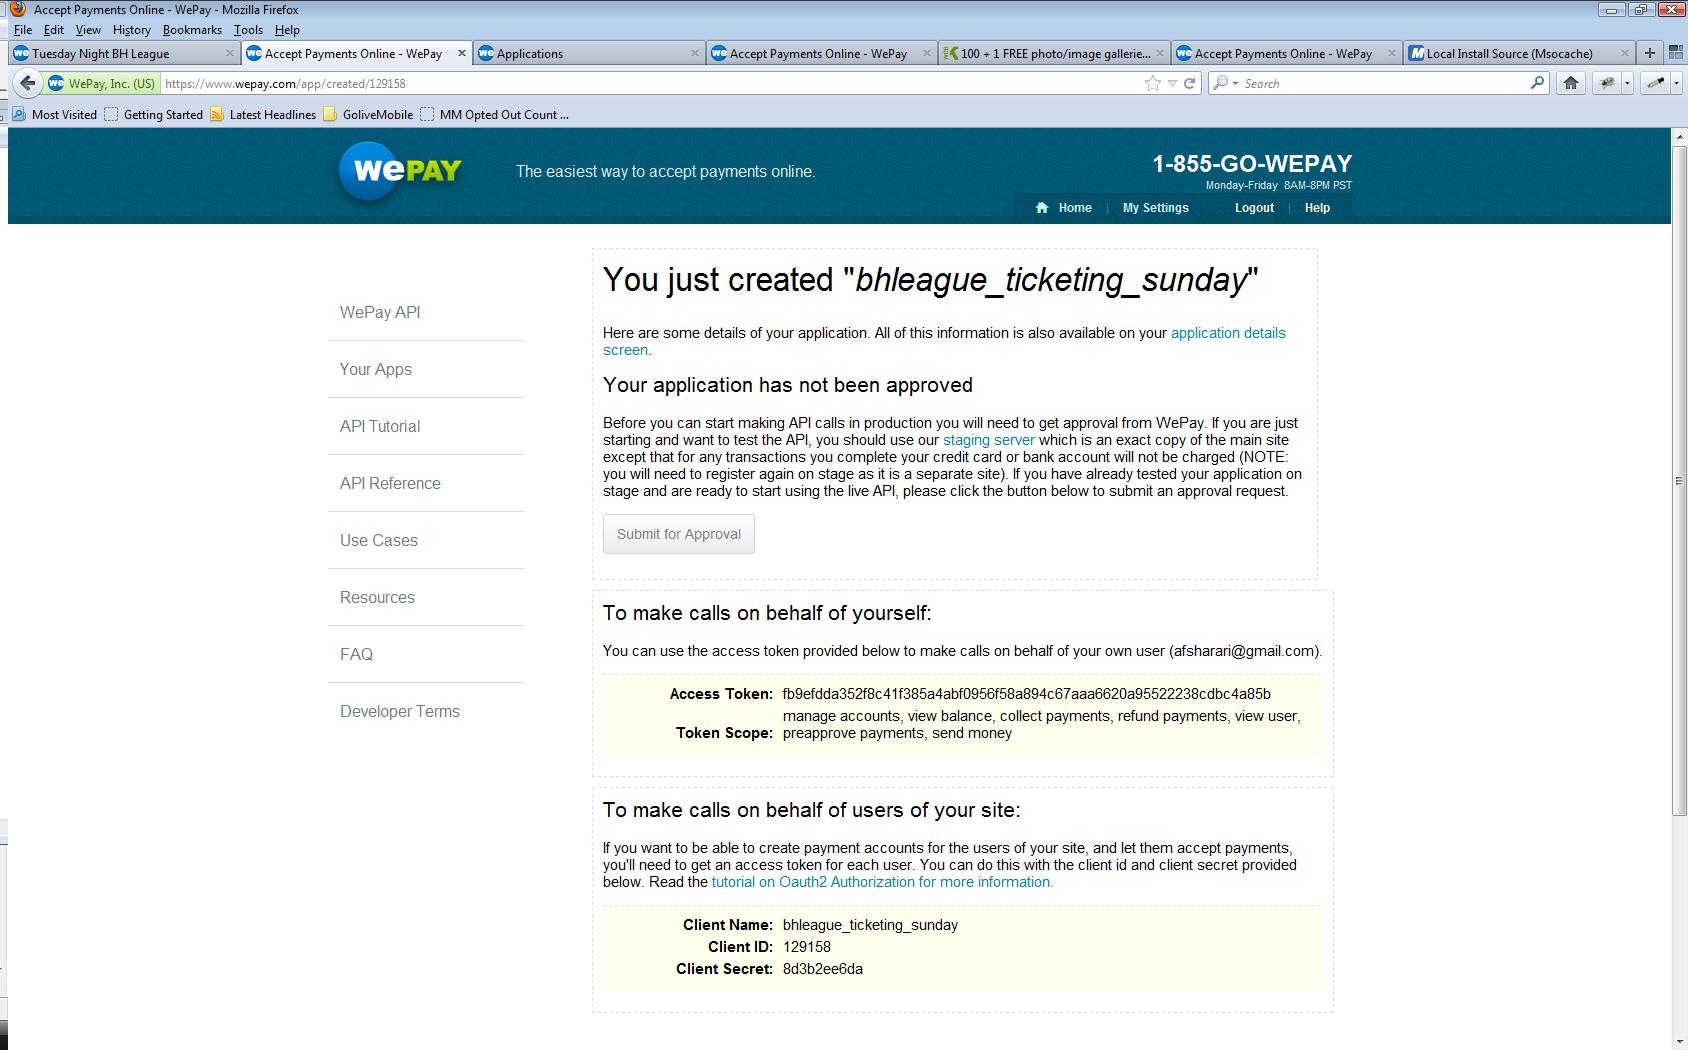 Accept Payments Online - WePay - Mozilla Firefox
File Edit View History Bookmarks Tools Help
Tuesday Night BH League
Accept Payments Online - WePay
Applications
Accept Payments Online - WePay
100 + 1 FREE photo/image gallerie...
Accept Payments Online - WePay
Local Install Source (Msocache)
WePay, Inc. (US) https://www.wepay.com/app/created/129158 Search
Most Visited Getting Started Latest Headlines GoliveMobile MM Opted Out Count ...
wePAY
The easiest way to accept payments online.
1-855-GO-WEPAY
Monday-Friday 8AM-8PM PST
Home | My Settings Logout | Help
WePay API
Your Apps
API Tutorial
API Reference
Use Cases
Resources
FAQ
Developer Terms
You just created "bhleague_ticketing_sunday"
Here are some details of your application. All of this information is also available on your application details
screen.
Your application has not been approved
Before you can start making API calls in production you will need to get approval from WePay. If you are just
starting and want to test the API, you should use our staging server which is an exact copy of the main site
except that for any transactions you complete your credit card or bank account will not be charged (NOTE:
you will need to register again on stage as it is a separate site). If you have already tested your application on
stage and are ready to start using the live API, please click the button below to submit an approval request.
Submit for Approval
To make calls on behalf of yourself:
You can use the access token provided below to make calls on behalf of your own user (afsharari@gmail.com).
Access Token: fb9efdda352f8c41f385a4abf0956f58a894c67aaa6620a95522238cdbc4a85b
Token Scope: manage accounts, view balance, collect payments, refund payments, view user,
preapprove payments, send money
To make calls on behalf of users of your site:
If you want to be able to create payment accounts for the users of your site, and let them accept payments,
you'll need to get an access token for each user. You can do this with the client id and client secret provided
below. Read the tutorial on Oauth2 Authorization for more information.
Client Name: bhleague_ticketing_sunday
Client ID: 129158
Client Secret: 8d3b2ee6da